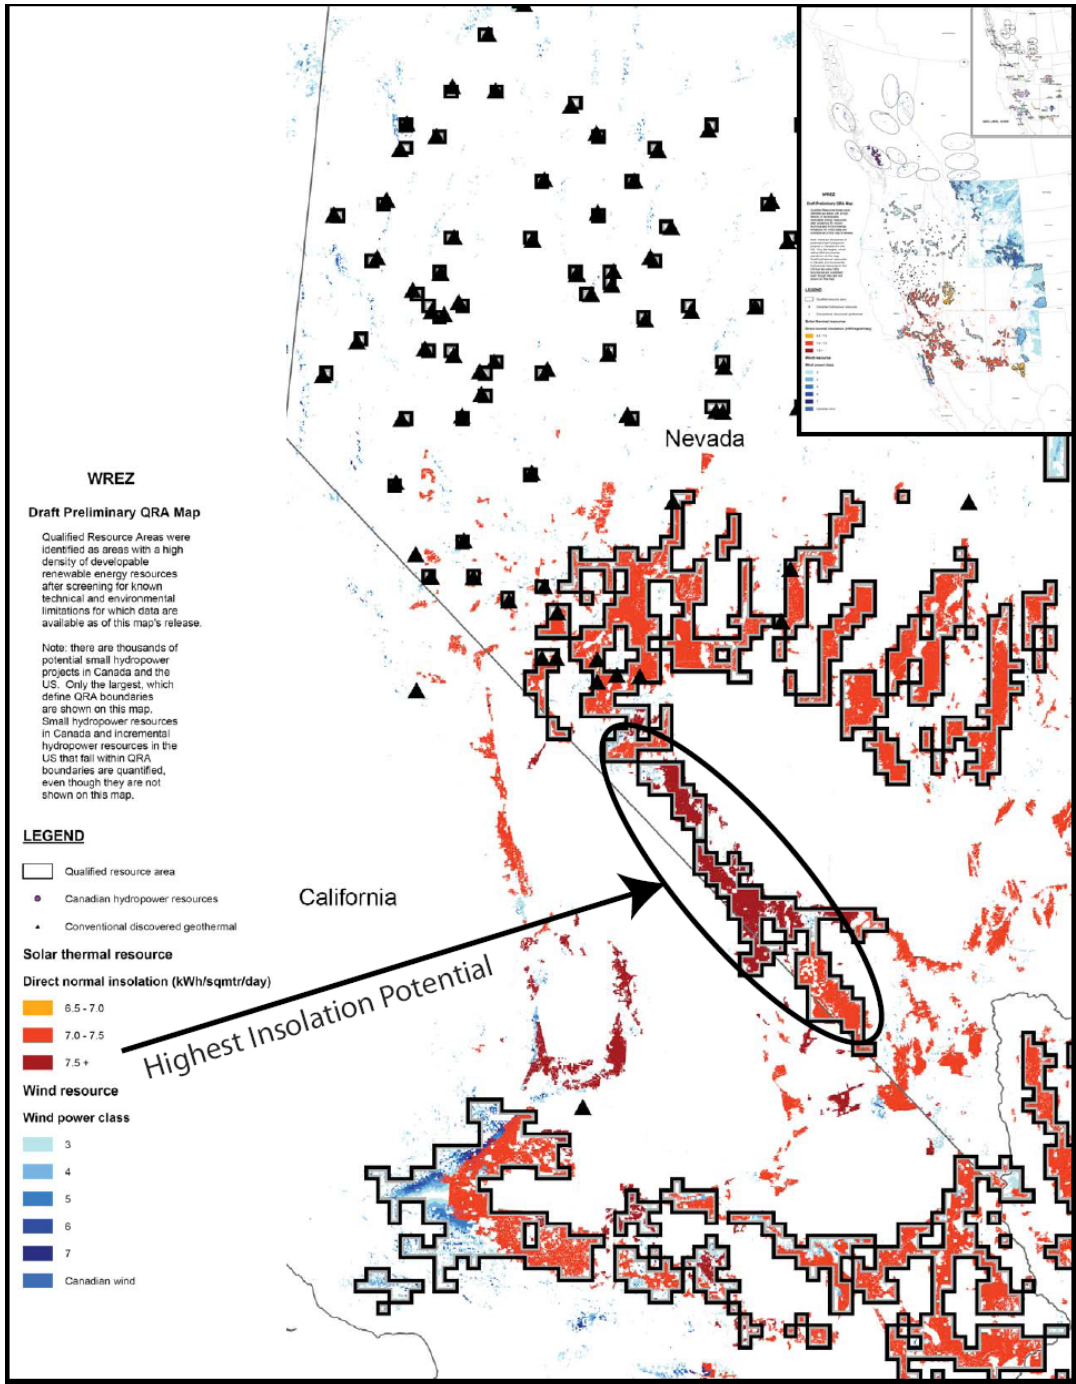 Nevada
WREZ
Draft Preliminary QRA Map
Qualified Resource Areas were
identified as areas with a high
density of developable
renewable energy resources
after screening for known
technical and environmental
limitations for which data are
available as of this map's release.
Note: there are thousands of
potential small hydropower
projects in Canada and the
US. Only the largest, which
define QRA boundaries
are shown on this map.
Small hydropower resources
in Canada and incremental
hydropower resources in the
US that fall within QRA
boundaries are quantified,
even though they are not
shown on this map.
LEGEND
Qualified resource area
Canadian hydropower resources
Conventional discovered geothermal
Solar thermal resource
Direct normal insolation (kWh/sqmtr/day)
6.5 - 7.0
7.0 - 7.5
7.5 +
Wind resource
Wind power class
3
4
5
6
7
Canadian wind
California
Highest Insolation Potential
WREZ
Draft Preliminary QRA Map
LEGEND